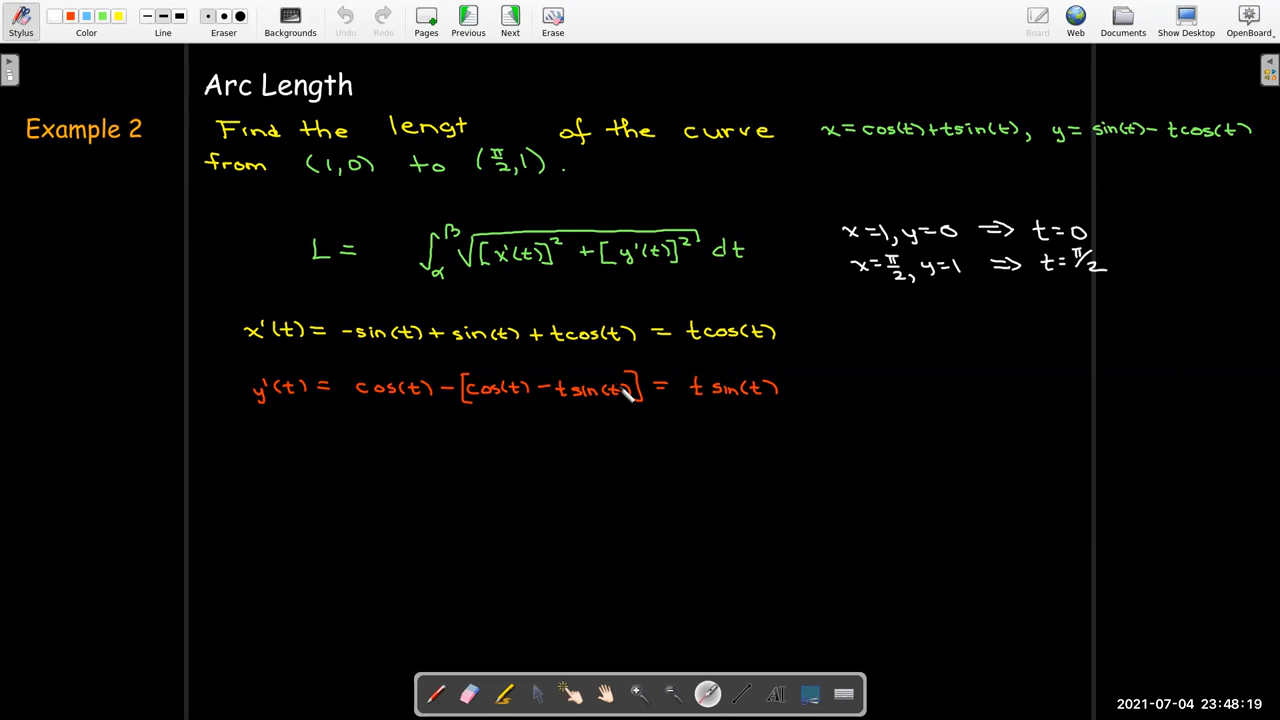 Stylus
Color
Line
Eraser
Backgrounds
Undo
Redo
Pages
Previous
Next
Erase
Board
Web
Documents
Show Desktop
OpenBoard
Arc Length
Example 2
Find the lengt of the curve x=cos(t)+tsin(t), y= sin(t)- tcos(t)
from (1,0) to (π/2,1).
L = ∫_α^β √([x'(t)]² + [y'(t)]²) dt
x=1, y=0 ⇒ t=0
x=π/2, y=1 ⇒ t=π/2
x'(t) = -sin(t)+ sin(t) + tcos(t) = tcos(t)
y'(t) = cos(t) - [cos(t) - tsin(t)] = t sin(t)
AI
2021-07-04 23:48:19